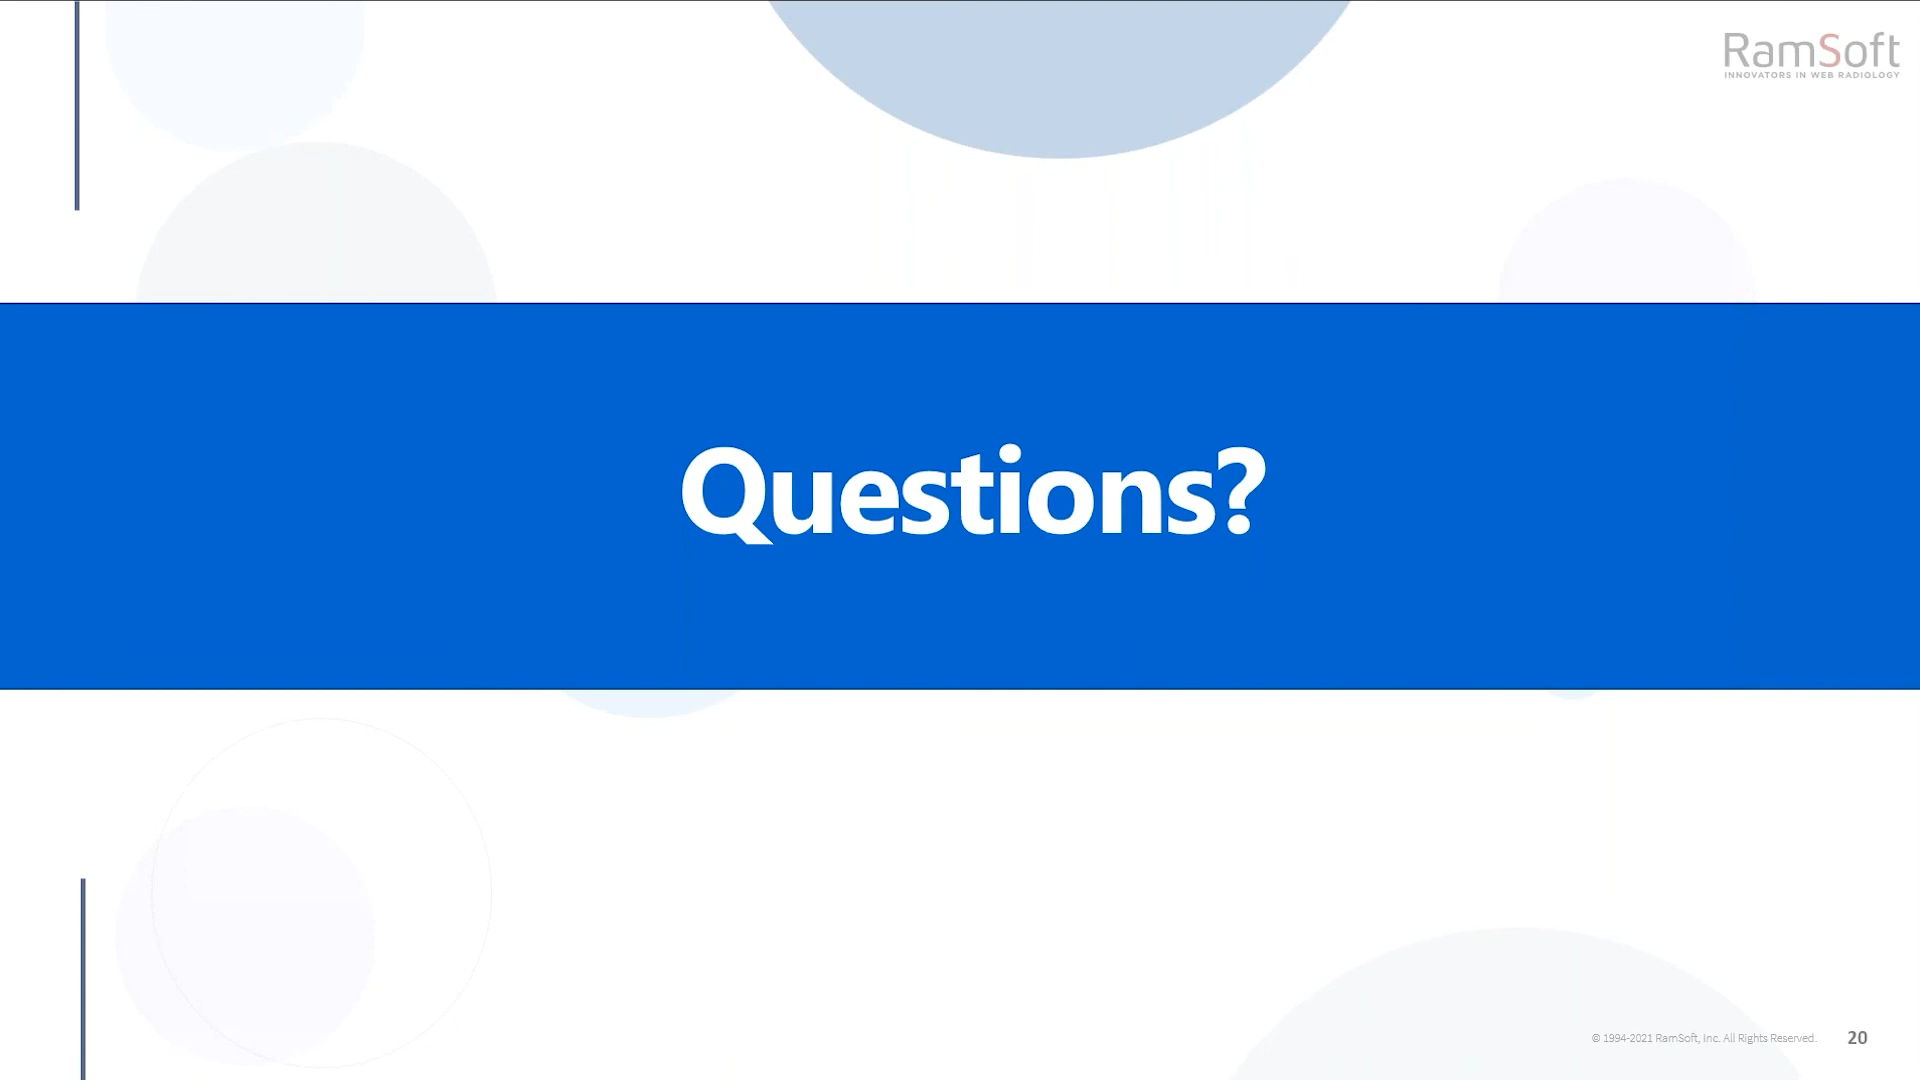 RamSoft
INNOVATORS IN WEB RADIOLOGY
Questions?
© 1994-2021 RamSoft, Inc. All Rights Reserved.
20